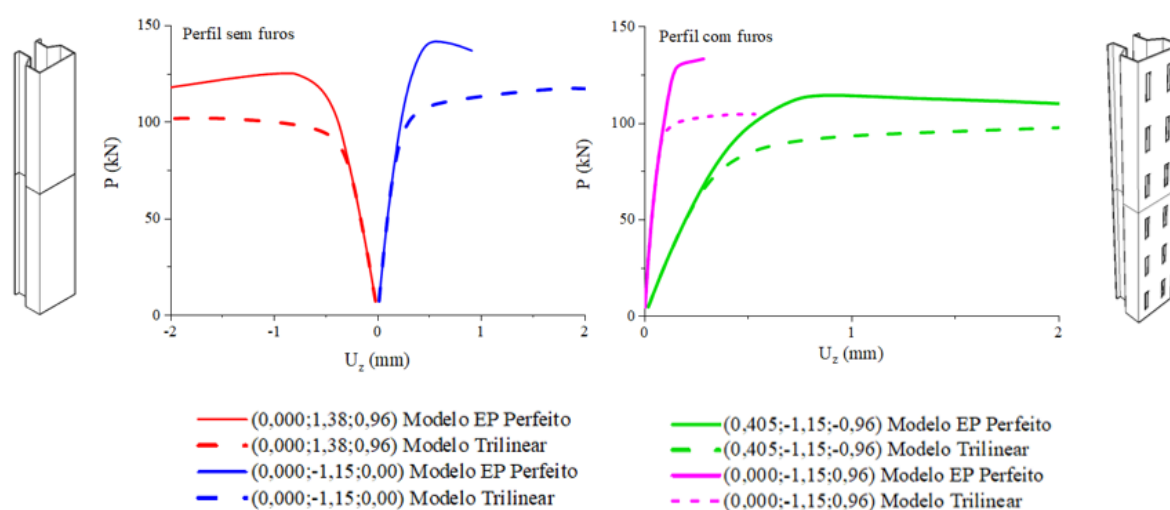 Perfil sem furos
150
100
50
0
P (kN)
-2
-1
0
1
2
U_z (mm)
(0,000;1,38;0,96) Modelo EP Perfeito
(0,000;1,38;0,96) Modelo Trilinear
(0,000;-1,15;0,00) Modelo EP Perfeito
(0,000;-1,15;0,00) Modelo Trilinear
Perfil com furos
150
100
50
0
P (kN)
0
1
2
U_z (mm)
(0,405;-1,15;-0,96) Modelo EP Perfeito
(0,405;-1,15;-0,96) Modelo Trilinear
(0,000;-1,15;0,96) Modelo EP Perfeito
(0,000;-1,15;0,96) Modelo Trilinear